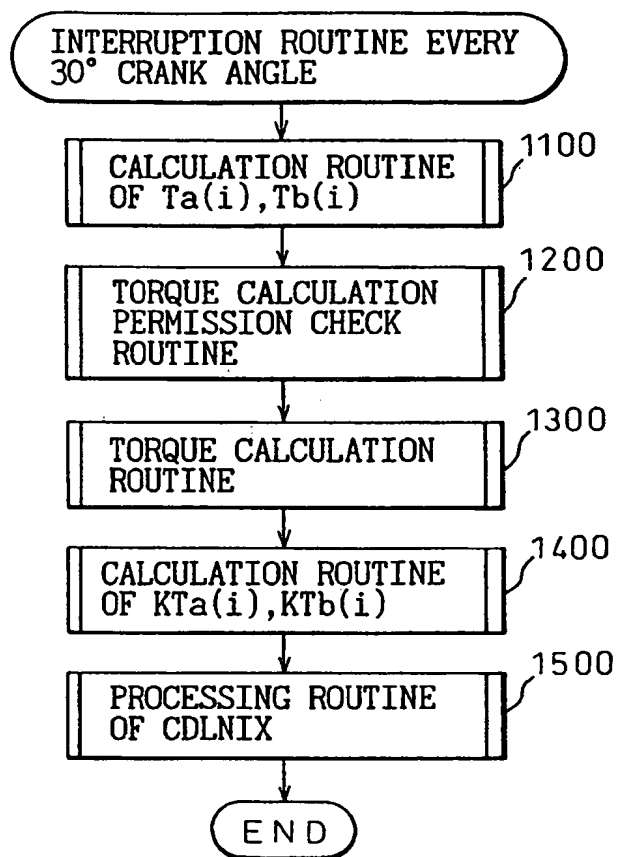 INTERRUPTION ROUTINE EVERY
30° CRANK ANGLE
1100
CALCULATION ROUTINE
OF Ta(i),Tb(i)
1200
TORQUE CALCULATION
PERMISSION CHECK
ROUTINE
1300
TORQUE CALCULATION
ROUTINE
1400
CALCULATION ROUTINE
OF KTa(i),KTb(i)
1500
PROCESSING ROUTINE
OF CDLNIX
END